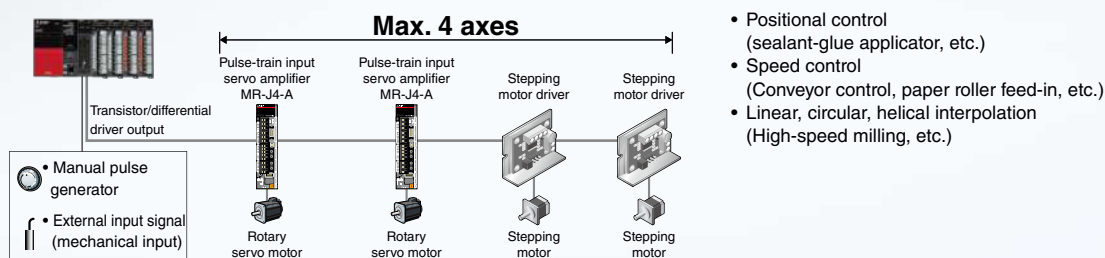 Max. 4 axes
Pulse-train input
servo amplifier
MR-J4-A
Pulse-train input
servo amplifier
MR-J4-A
Stepping
motor driver
Stepping
motor driver
Transistor/differential
driver output
• Manual pulse
generator
• External input signal
(mechanical input)
Rotary
servo motor
Rotary
servo motor
Stepping
motor
Stepping
motor
• Positional control
(sealant-glue applicator, etc.)
• Speed control
(Conveyor control, paper roller feed-in, etc.)
• Linear, circular, helical interpolation
(High-speed milling, etc.)